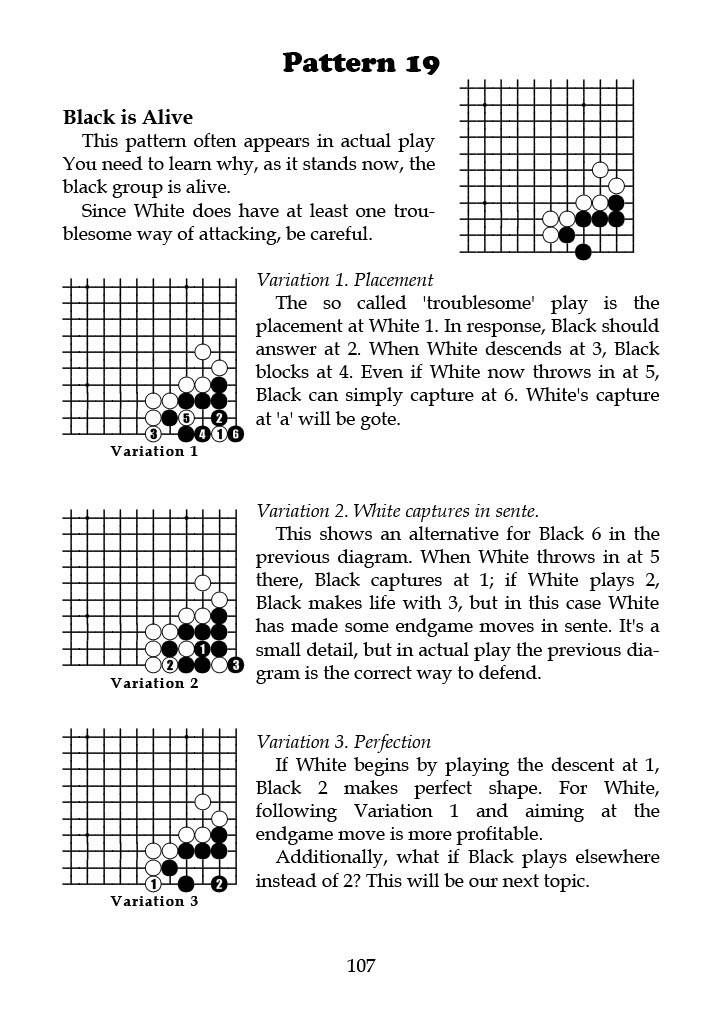 Pattern 19
Black is Alive
This pattern often appears in actual play
You need to learn why, as it stands now, the
black group is alive.
Since White does have at least one trou-
blesome way of attacking, be careful.
Variation 1. Placement
The so called 'troublesome' play is the
placement at White 1. In response, Black should
answer at 2. When White descends at 3, Black
blocks at 4. Even if White now throws in at 5,
Black can simply capture at 6. White's capture
at 'a' will be gote.
5 2
3 4 1 6
Variation 1
Variation 2. White captures in sente.
This shows an alternative for Black 6 in the
previous diagram. When White throws in at 5
there, Black captures at 1; if White plays 2,
Black makes life with 3, but in this case White
has made some endgame moves in sente. It's a
small detail, but in actual play the previous dia-
gram is the correct way to defend.
1
2 3
Variation 2
Variation 3. Perfection
If White begins by playing the descent at 1,
Black 2 makes perfect shape. For White,
following Variation 1 and aiming at the
endgame move is more profitable.
Additionally, what if Black plays elsewhere
instead of 2? This will be our next topic.
1 2
Variation 3
107